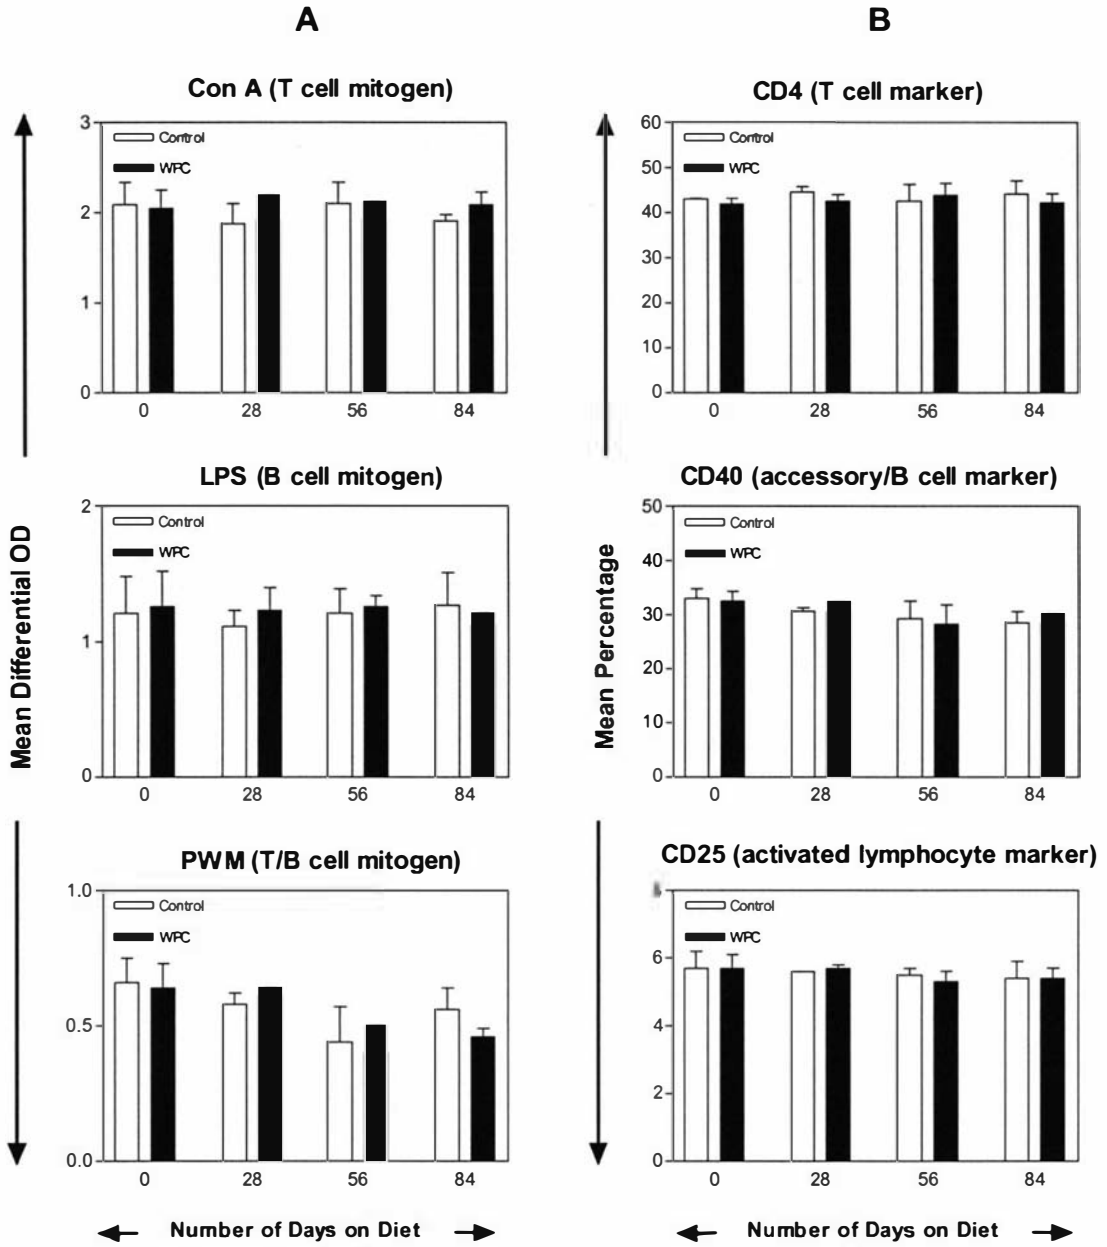 A
B
Con A (T cell mitogen)
3
2
1
0
Control
WPC
0 28 56 84
CD4 (T cell marker)
60
50
40
30
20
10
0
Control
WPC
0 28 56 84
LPS (B cell mitogen)
2
1
0
Control
WPC
0 28 56 84
CD40 (accessory/B cell marker)
50
40
30
20
10
0
Control
WPC
0 28 56 84
Mean Differential OD
Mean Percentage
PWM (T/B cell mitogen)
1.0
0.5
0.0
Control
WPC
0 28 56 84
Number of Days on Diet
CD25 (activated lymphocyte marker)
6
4
2
0
Control
WPC
0 28 56 84
Number of Days on Diet